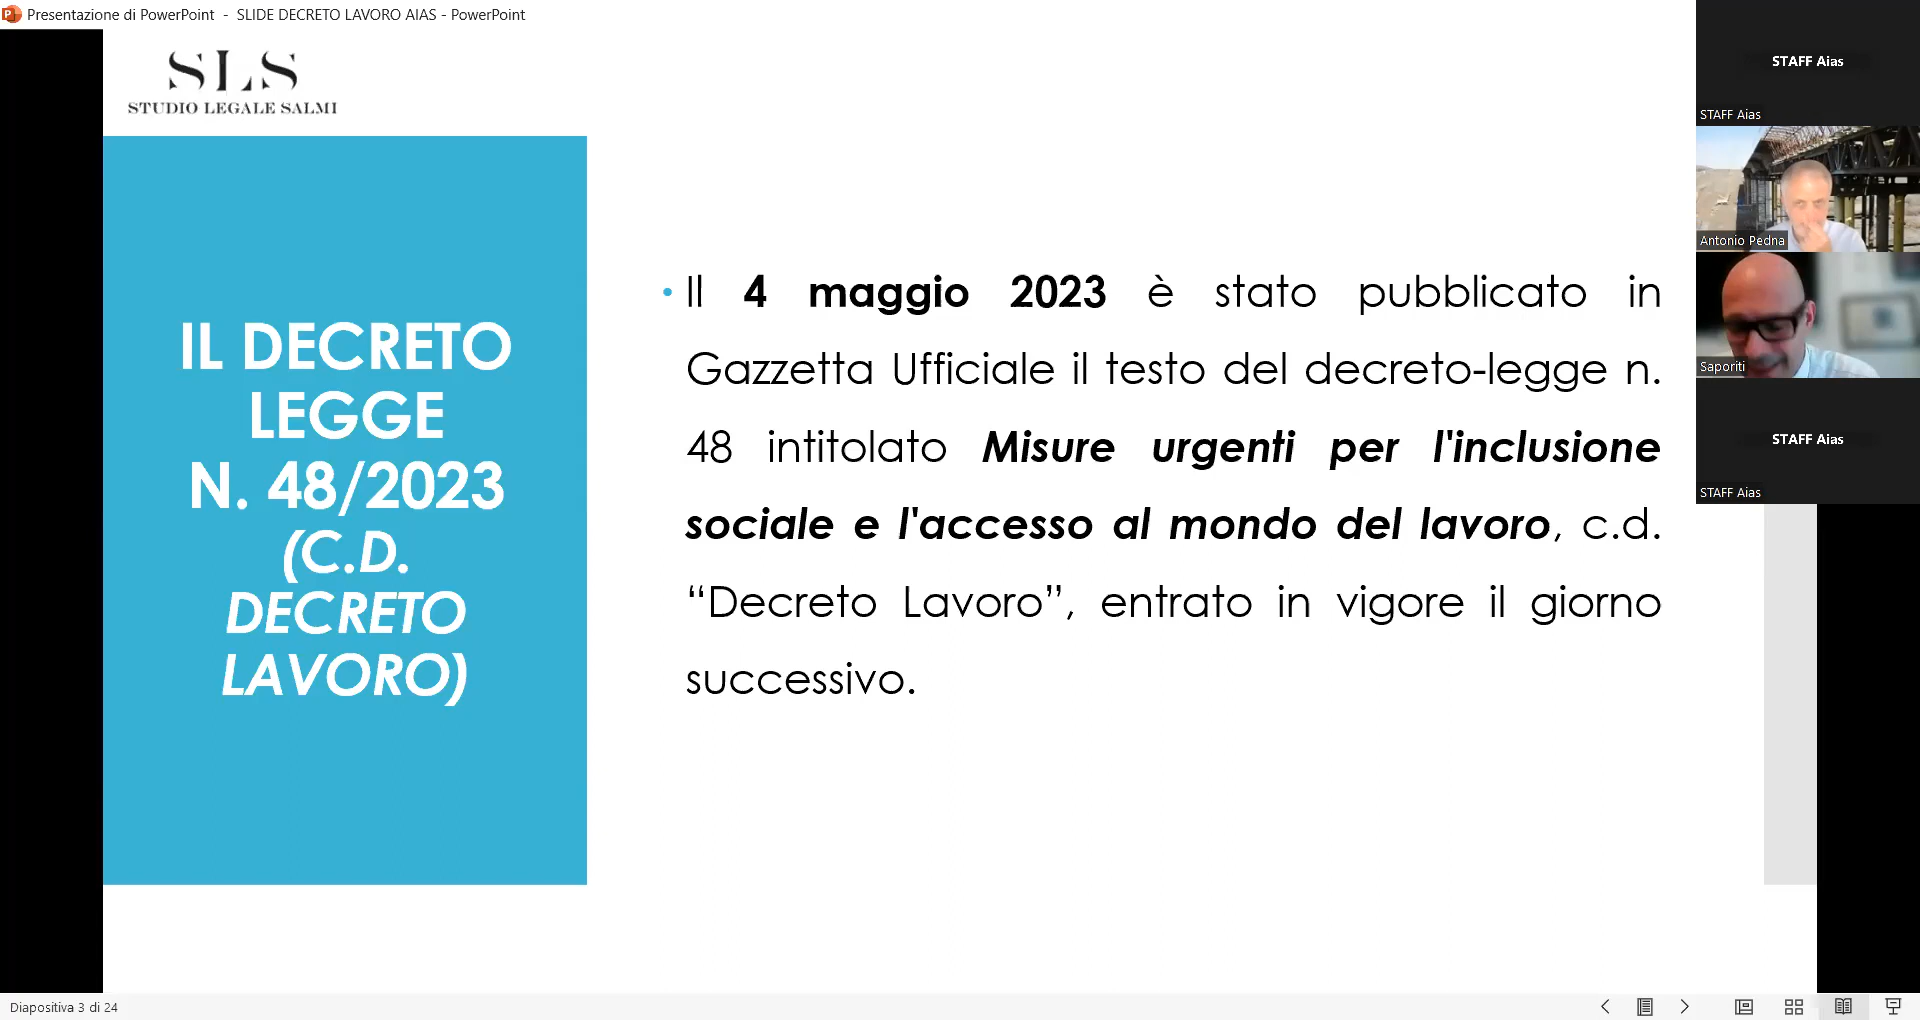 Presentazione di PowerPoint - SLIDE DECRETO LAVORO AIAS - PowerPoint
SLS
STUDIO LEGALE SALMI
IL DECRETO
LEGGE
N. 48/2023
(C.D.
DECRETO
LAVORO)
• Il 4 maggio 2023 è stato pubblicato in
Gazzetta Ufficiale il testo del decreto-legge n.
48 intitolato Misure urgenti per l'inclusione
sociale e l'accesso al mondo del lavoro, c.d.
“Decreto Lavoro”, entrato in vigore il giorno
successivo.
STAFF Aias
STAFF Aias
Antonio Pedna
Saporiti
STAFF Aias
STAFF Aias
Diapositiva 3 di 24